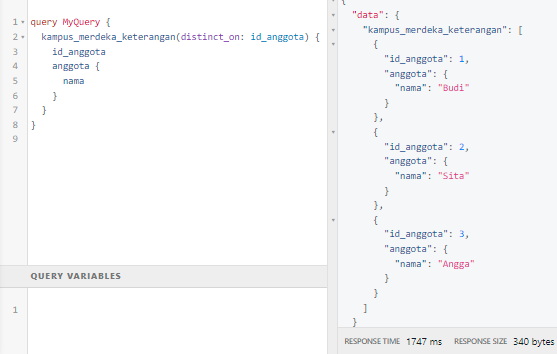 1 query MyQuery {
2 kampus_merdeka_keterangan(distinct_on: id_anggota) {
3 id_anggota
4 anggota {
5 nama
6 }
7 }
8 }
9
QUERY VARIABLES
1
{
"data": {
"kampus_merdeka_keterangan": [
{
"id_anggota": 1,
"anggota": {
"nama": "Budi"
}
},
{
"id_anggota": 2,
"anggota": {
"nama": "Sita"
}
},
{
"id_anggota": 3,
"anggota": {
"nama": "Angga"
}
}
]
}
RESPONSE TIME 1747 ms RESPONSE SIZE 340 bytes